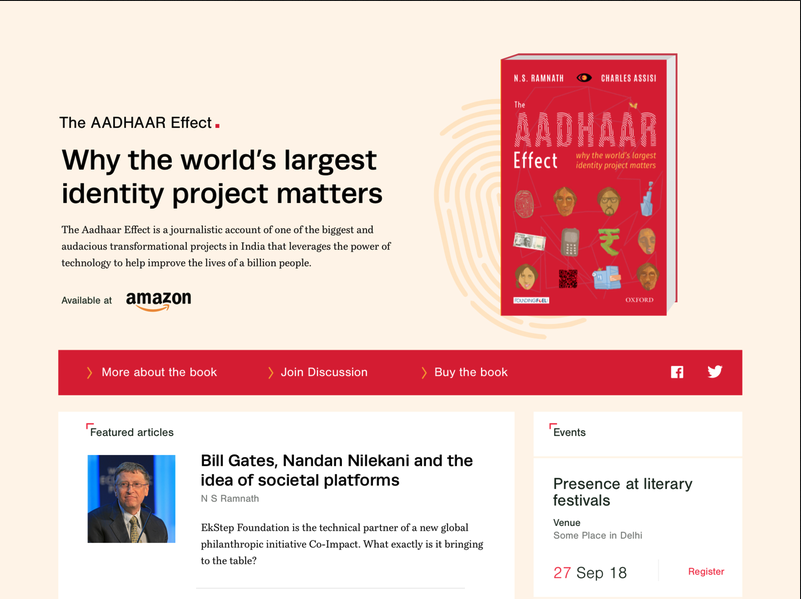 The AADHAAR Effect.
Why the world's largest
identity project matters
The Aadhaar Effect is a journalistic account of one of the biggest and
audacious transformational projects in India that leverages the power of
technology to help improve the lives of a billion people.
Available at amazon
N.S. RAMNATH CHARLES ASSISI
The
AADHAAR
Effect why the world's largest
identity project matters
FOUNDING FUEL OXFORD
More about the book Join Discussion Buy the book
Featured articles
Bill Gates, Nandan Nilekani and the
idea of societal platforms
N S Ramnath
EkStep Foundation is the technical partner of a new global
philanthropic initiative Co-Impact. What exactly is it bringing
to the table?
Events
Presence at literary
festivals
Venue
Some Place in Delhi
27 Sep 18 Register